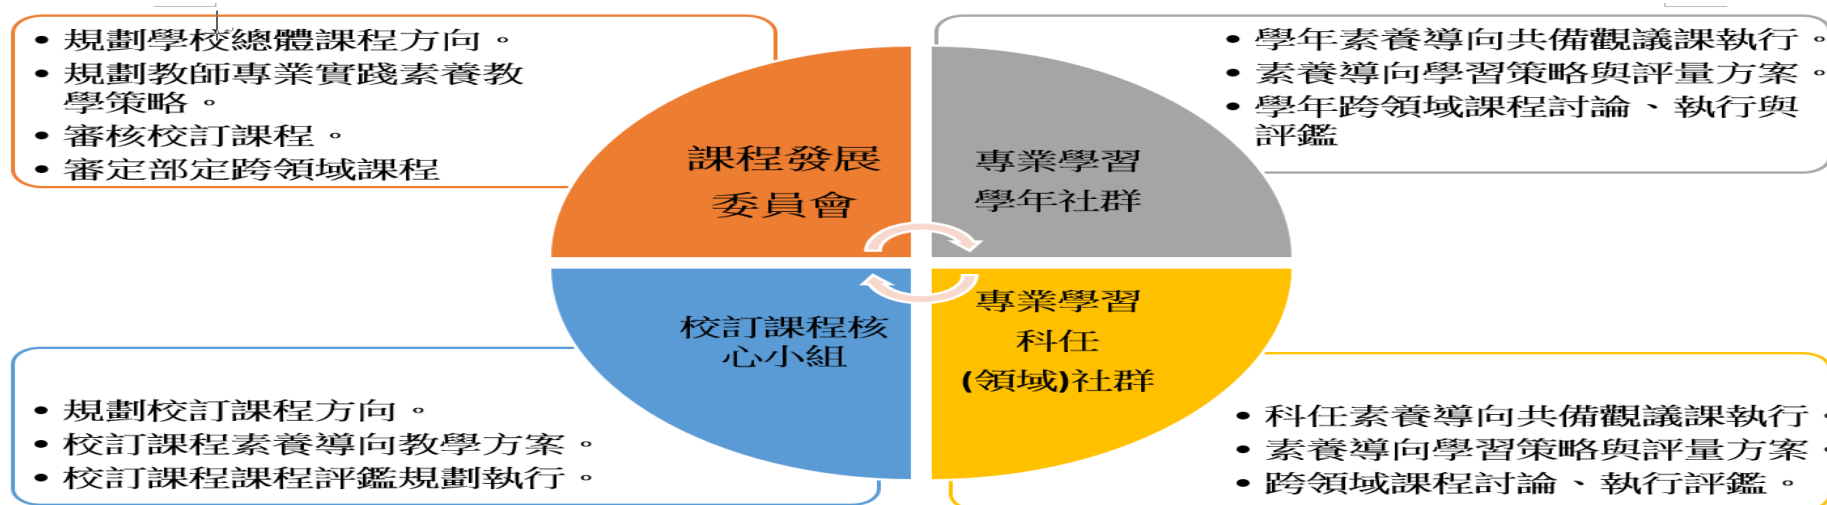 • 規劃學校總體課程方向。
• 規劃教師專業實踐素養教
學策略。
• 審核校訂課程。
• 審定部定跨領域課程
• 學年素養導向共備觀議課執行。
• 素養導向學習策略與評量方案。
• 學年跨領域課程討論、執行與
評鑑
課程發展
委員會
專業學習
學年社群
校訂課程核
心小組
專業學習
科任
(領域)社群
• 規劃校訂課程方向。
• 校訂課程素養導向教學方案。
• 校訂課程課程評鑑規劃執行。
• 科任素養導向共備觀議課執行。
• 素養導向學習策略與評量方案。
• 跨領域課程討論、執行評鑑。